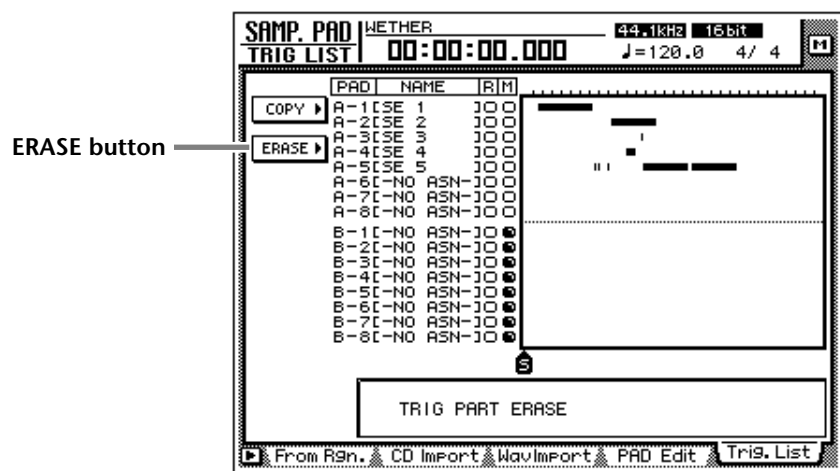 SAMP. PAD WETHER 44.1kHz 16bit M
TRIG LIST 00:00:00.000 ♩=120.0 4/ 4
PAD NAME R M
COPY
A-1[SE 1 ]
A-2[SE 2 ]
ERASE button
ERASE
A-3[SE 3 ]
A-4[SE 4 ]
A-5[SE 5 ]
A-6[-NO ASN-]
A-7[-NO ASN-]
A-8[-NO ASN-]
B-1[-NO ASN-]
B-2[-NO ASN-]
B-3[-NO ASN-]
B-4[-NO ASN-]
B-5[-NO ASN-]
B-6[-NO ASN-]
B-7[-NO ASN-]
B-8[-NO ASN-]
S
TRIG PART ERASE
From Rgn. CD Import WavImport PAD Edit Trig. List